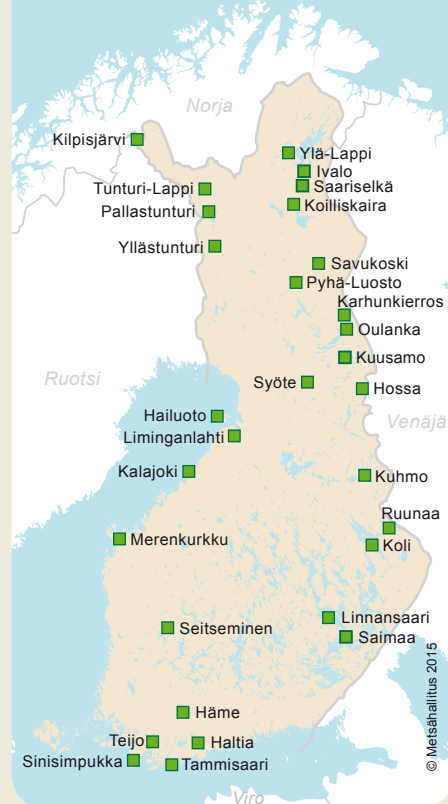 Norja
Kilpisjärvi
Ylä-Lappi
Ivalo
Tunturi-Lappi
Saariselkä
Pallastunturi
Koilliskaira
Yllästunturi
Savukoski
Pyhä-Luosto
Karhunkierros
Oulanka
Kuusamo
Ruotsi
Syöte
Hossa
Hailuoto
Venäjä
Liminganlahti
Kalajoki
Kuhmo
Ruunaa
Merenkurkku
Koli
Linnansaari
Seitseminen
Saimaa
© Metsähallitus 2015
Häme
Teijo
Haltia
Sinisimpukka
Tammisaari
Viro